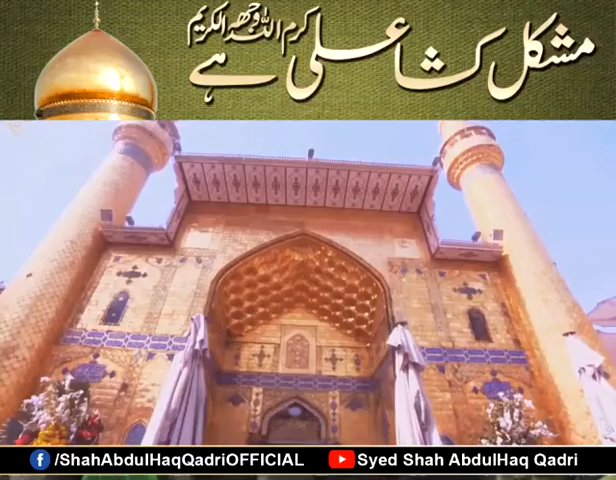 مشکل کشا علی کرم اللہ وجہہ الکریم ہے
/ShahAbdulHaqQadriOFFICIAL
Syed Shah AbdulHaq Qadri